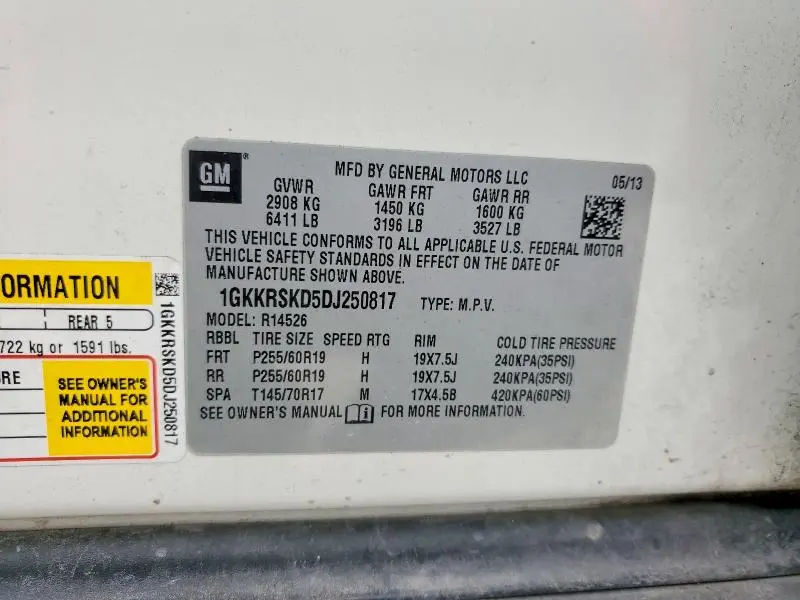 GM
MFD BY GENERAL MOTORS LLC
05/13
GVWR GAWR FRT GAWR RR
2908 KG 1450 KG 1600 KG
6411 LB 3196 LB 3527 LB
THIS VEHICLE CONFORMS TO ALL APPLICABLE U.S. FEDERAL MOTOR
VEHICLE SAFETY STANDARDS IN EFFECT ON THE DATE OF
MANUFACTURE SHOWN ABOVE.
1GKKRSKD5DJ250817 TYPE: M.P.V.
MODEL: R14526
RBBL TIRE SIZE SPEED RTG RIM COLD TIRE PRESSURE
FRT P255/60R19 H 19X7.5J 240KPA(35PSI)
RR P255/60R19 H 19X7.5J 240KPA(35PSI)
SPA T145/70R17 M 17X4.5B 420KPA(60PSI)
SEE OWNER'S MANUAL i FOR MORE INFORMATION.
ORMATION
REAR 5
722 kg or 1591 lbs.
RE
SEE OWNER'S
MANUAL FOR
ADDITIONAL
INFORMATION
1GKKRSKD5DJ250817